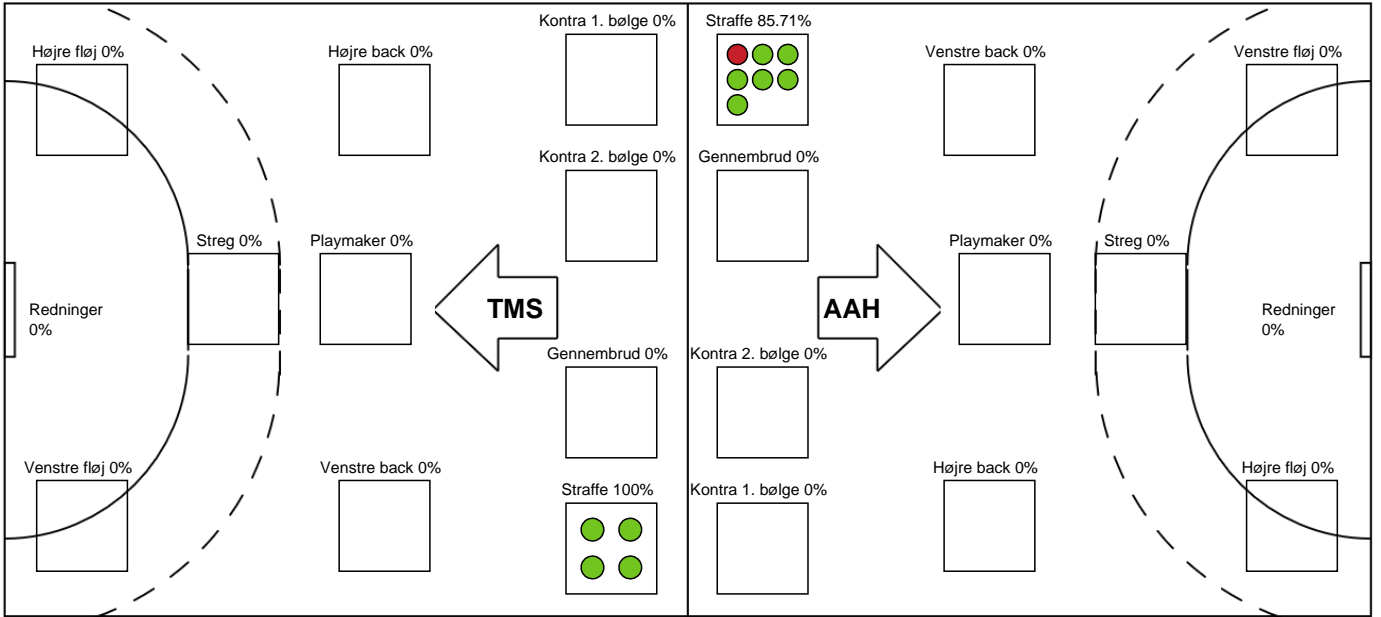 Kontra 1. bølge 0%
Straffe 85.71%
Højre fløj 0%
Højre back 0%
Venstre back 0%
Venstre fløj 0%
Kontra 2. bølge 0%
Gennembrud 0%
Streg 0%
Playmaker 0%
Playmaker 0%
Streg 0%
Redninger
0%
TMS
AAH
Redninger
0%
Gennembrud 0%
Kontra 2. bølge 0%
Venstre fløj 0%
Venstre back 0%
Højre back 0%
Højre fløj 0%
Straffe 100%
Kontra 1. bølge 0%